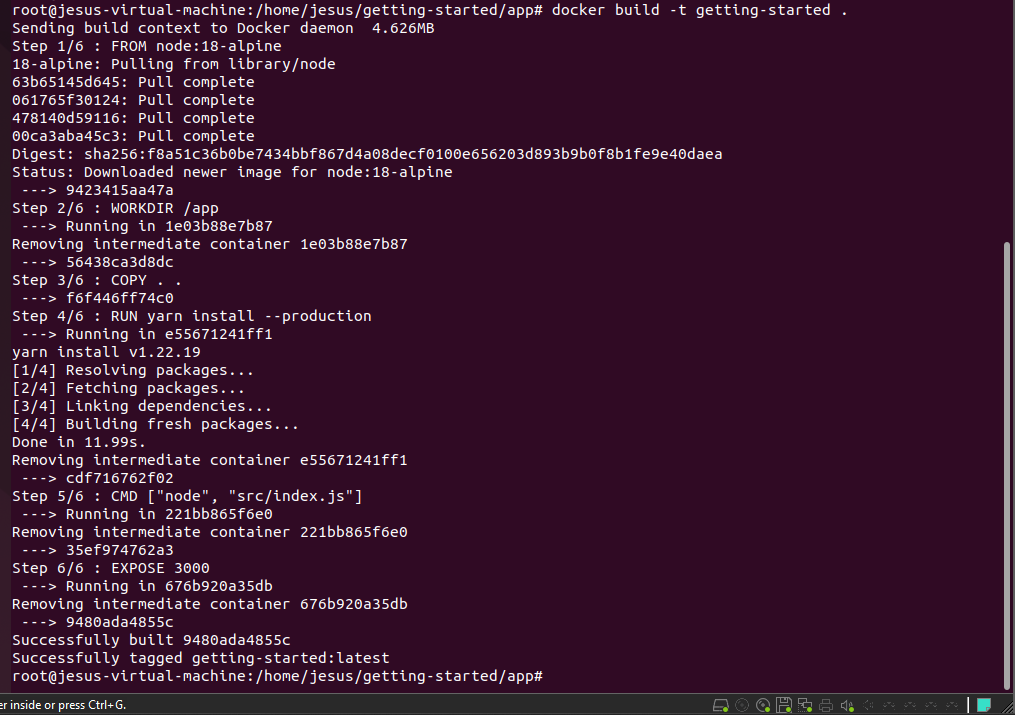 root@jesus-virtual-machine:/home/jesus/getting-started/app# docker build -t getting-started .
Sending build context to Docker daemon  4.626MB
Step 1/6 : FROM node:18-alpine
18-alpine: Pulling from library/node
63b65145d645: Pull complete
061765f30124: Pull complete
478140d59116: Pull complete
00ca3aba45c3: Pull complete
Digest: sha256:f8a51c36b0be7434bbf867d4a08decf0100e656203d893b9b0f8b1fe9e40daea
Status: Downloaded newer image for node:18-alpine
 ---> 9423415aa47a
Step 2/6 : WORKDIR /app
 ---> Running in 1e03b88e7b87
Removing intermediate container 1e03b88e7b87
 ---> 56438ca3d8dc
Step 3/6 : COPY . .
 ---> f6f446ff74c0
Step 4/6 : RUN yarn install --production
 ---> Running in e55671241ff1
yarn install v1.22.19
[1/4] Resolving packages...
[2/4] Fetching packages...
[3/4] Linking dependencies...
[4/4] Building fresh packages...
Done in 11.99s.
Removing intermediate container e55671241ff1
 ---> cdf716762f02
Step 5/6 : CMD ["node", "src/index.js"]
 ---> Running in 221bb865f6e0
Removing intermediate container 221bb865f6e0
 ---> 35ef974762a3
Step 6/6 : EXPOSE 3000
 ---> Running in 676b920a35db
Removing intermediate container 676b920a35db
 ---> 9480ada4855c
Successfully built 9480ada4855c
Successfully tagged getting-started:latest
root@jesus-virtual-machine:/home/jesus/getting-started/app#
er inside or press Ctrl+G.